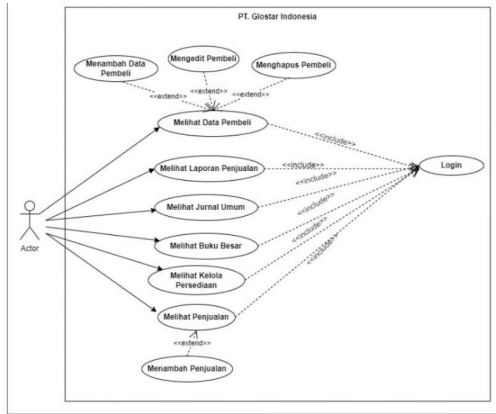 PT. Glostar Indonesia
Menambah Data
Pembeli
Mengedit Pembeli
Menghapus Pembeli
<<extend>>
<<extend>>
<<extend>>
Melihat Data Pembeli
<<include>>
Melihat Laporan Penjualan
<<include>>
Login
<<include>>
Melihat Jurnal Umum
<<include>>
Actor
Melihat Buku Besar
<<include>>
<<include>>
Melihat Kelola
Persediaan
Melihat Penjualan
<<extend>>
Menambah Penjualan